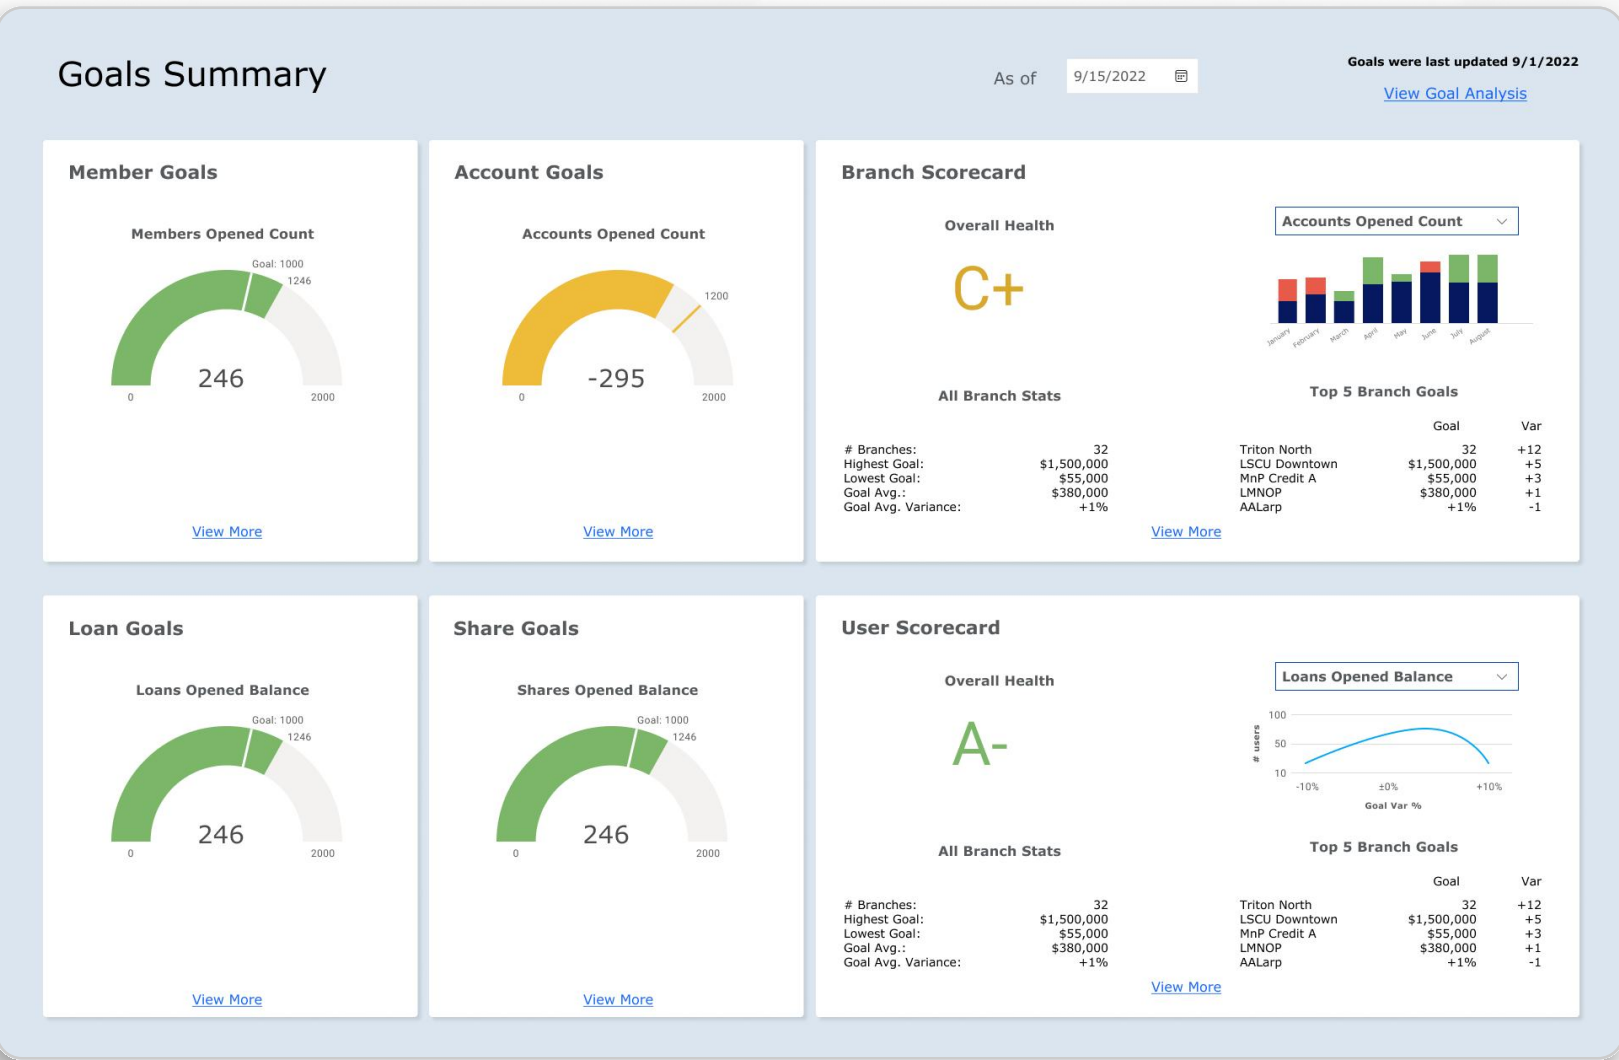 Goals Summary
As of 9/15/2022
Goals were last updated 9/1/2022
View Goal Analysis
Member Goals
Members Opened Count
Goal: 1000
1246
246
0 2000
View More
Account Goals
Accounts Opened Count
1200
-295
0 2000
View More
Branch Scorecard
Overall Health
C+
Accounts Opened Count
January February March April May June July August
All Branch Stats
# Branches: 32
Highest Goal: $1,500,000
Lowest Goal: $55,000
Goal Avg.: $380,000
Goal Avg. Variance: +1%
Top 5 Branch Goals
Goal Var
Triton North 32 +12
LSCU Downtown $1,500,000 +5
MnP Credit A $55,000 +3
LMNOP $380,000 +1
AALarp +1% -1
View More
Loan Goals
Loans Opened Balance
Goal: 1000
1246
246
0 2000
View More
Share Goals
Shares Opened Balance
Goal: 1000
1246
246
0 2000
View More
User Scorecard
Overall Health
A-
Loans Opened Balance
# users
100
50
10
-10% ±0% +10%
Goal Var %
All Branch Stats
# Branches: 32
Highest Goal: $1,500,000
Lowest Goal: $55,000
Goal Avg.: $380,000
Goal Avg. Variance: +1%
Top 5 Branch Goals
Goal Var
Triton North 32 +12
LSCU Downtown $1,500,000 +5
MnP Credit A $55,000 +3
LMNOP $380,000 +1
AALarp +1% -1
View More